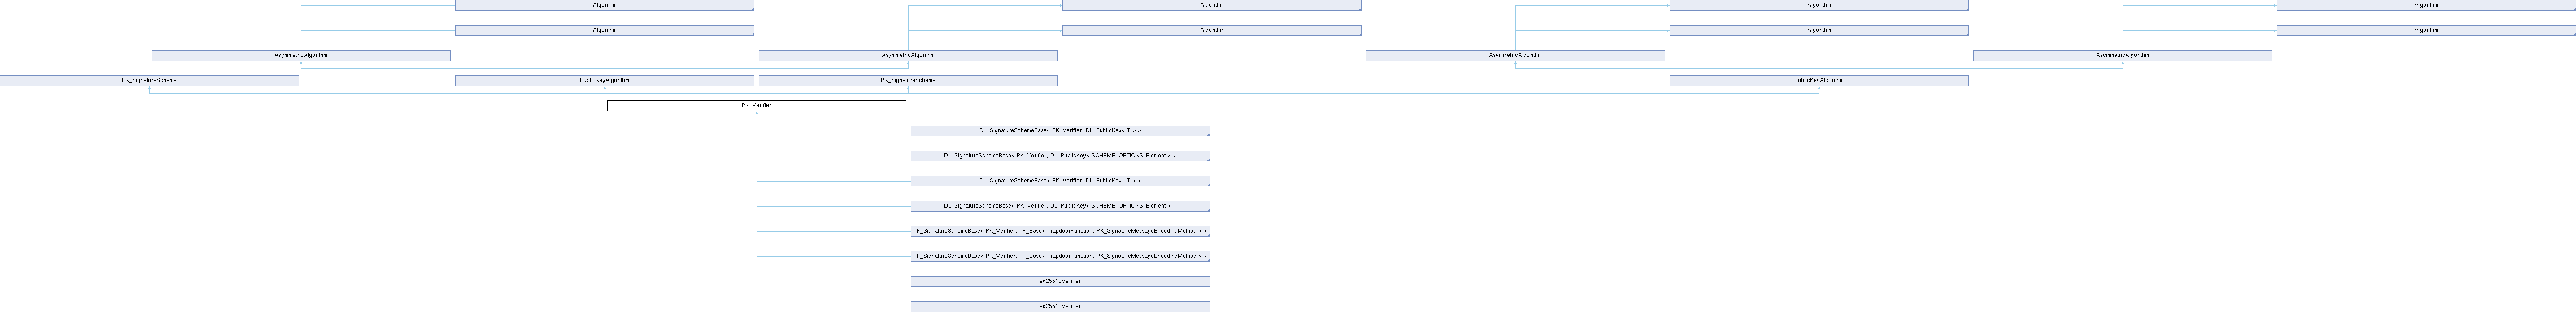 Algorithm Algorithm Algorithm Algorithm
Algorithm Algorithm Algorithm Algorithm
AsymmetricAlgorithm AsymmetricAlgorithm AsymmetricAlgorithm AsymmetricAlgorithm
PK_SignatureScheme PublicKeyAlgorithm PK_SignatureScheme PublicKeyAlgorithm
PK_Verifier
DL_SignatureSchemeBase< PK_Verifier, DL_PublicKey< T > >
DL_SignatureSchemeBase< PK_Verifier, DL_PublicKey< SCHEME_OPTIONS::Element > >
DL_SignatureSchemeBase< PK_Verifier, DL_PublicKey< T > >
DL_SignatureSchemeBase< PK_Verifier, DL_PublicKey< SCHEME_OPTIONS::Element > >
TF_SignatureSchemeBase< PK_Verifier, TF_Base< TrapdoorFunction, PK_SignatureMessageEncodingMethod > >
TF_SignatureSchemeBase< PK_Verifier, TF_Base< TrapdoorFunction, PK_SignatureMessageEncodingMethod > >
ed25519Verifier
ed25519Verifier